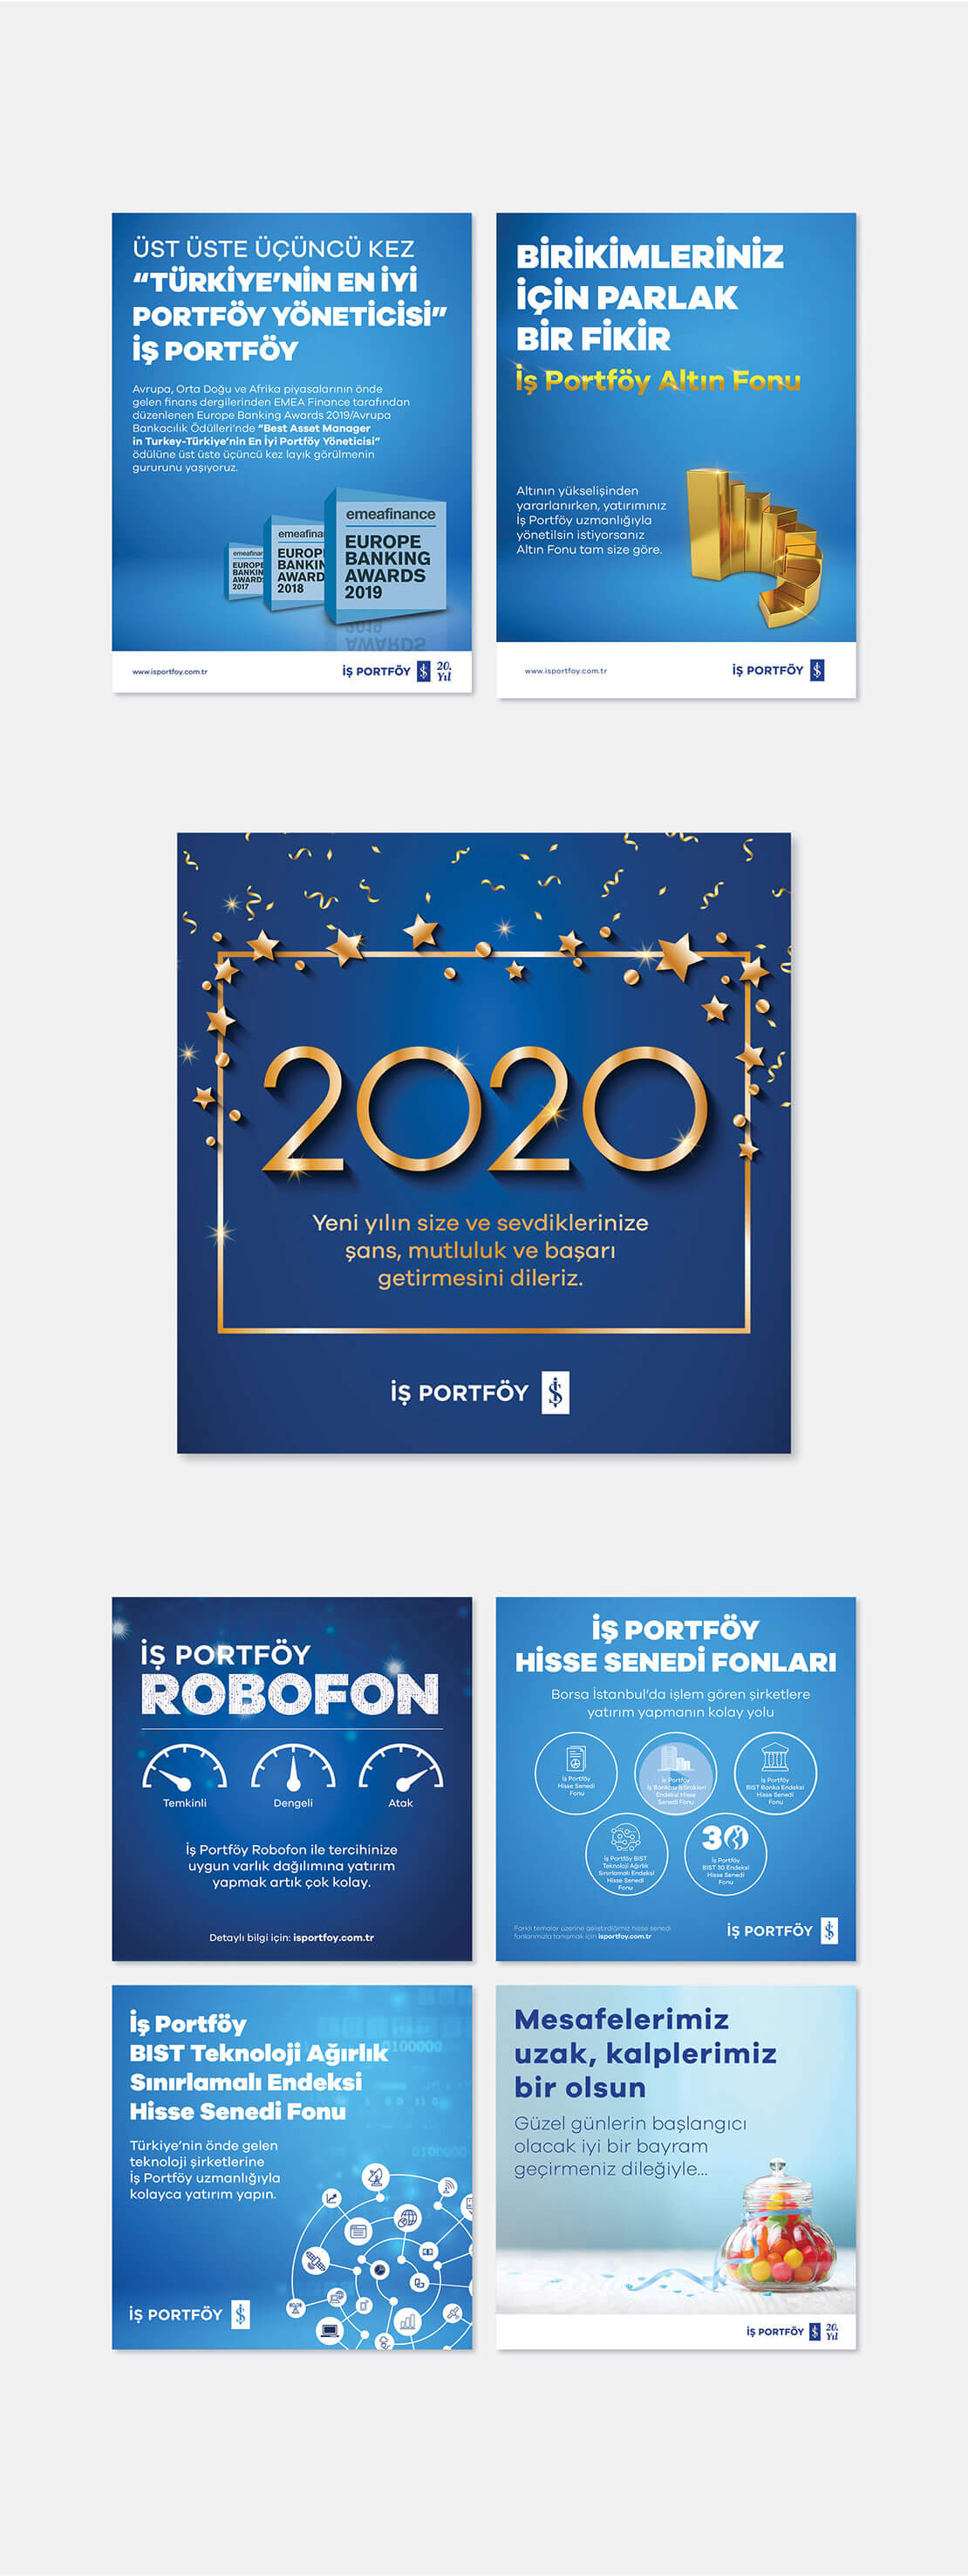 ÜST ÜSTE ÜÇÜNCÜ KEZ
“TÜRKİYE’NİN EN İYİ
PORTFÖY YÖNETİCİSİ”
İŞ PORTFÖY
Avrupa, Orta Doğu ve Afrika piyasalarının önde
gelen finans dergilerinden EMEA Finance tarafından
düzenlenen Europe Banking Awards 2019/Avrupa
Bankacılık Ödülleri’nde “Best Asset Manager
in Turkey-Türkiye’nin En İyi Portföy Yöneticisi”
ödülüne üst üste üçüncü kez layık görülmenin
gururunu yaşıyoruz.
emeafinan
EUROPE
BANKIN
AWARD
2017
emeafina
EUROP
BANKIN
AWARD
2018
emeafinance
EUROPE
BANKING
AWARDS
2019
www.isportfoy.com.tr
İŞ PORTFÖY
20.
Yıl
BİRİKİMLERİNİZ
İÇİN PARLAK
BİR FİKİR
İş Portföy Altın Fonu
Altının yükselişinden
yararlanırken, yatırımınız
İş Portföy uzmanlığıyla
yönetilsin istiyorsanız
Altın Fonu tam size göre.
www.isportfoy.com.tr
İŞ PORTFÖY
2020
Yeni yılın size ve sevdiklerinize
şans, mutluluk ve başarı
getirmesini dileriz.
İŞ PORTFÖY
İŞ PORTFÖY
ROBOFON
Temkinli
Dengeli
Atak
İş Portföy Robofon ile tercihinize
uygun varlık dağılımına yatırım
yapmak artık çok kolay.
Detaylı bilgi için: isportfoy.com.tr
İŞ PORTFÖY
HİSSE SENEDİ FONLARI
Borsa İstanbul’da işlem gören şirketlere
yatırım yapmanın kolay yolu
İş Portföy
Hisse Senedi
Fonu
İş Portföy
İş Bankası İştirakleri
Endeksi Hisse
Senedi Fonu
İş Portföy
BIST Banka Endeksi
Hisse Senedi
Fonu
İş Portföy BIST
Teknoloji Ağırlık
Sınırlamalı Endeksi
Hisse Senedi
Fonu
30
İş Portföy
BIST 30 Endeksi
Hisse Senedi
Fonu
Farklı temalar üzerine geliştirdiğimiz hisse senedi
fonlarımızla tanışmak için isportfoy.com.tr
İŞ PORTFÖY
İş Portföy
BIST Teknoloji Ağırlık
Sınırlamalı Endeksi
Hisse Senedi Fonu
Türkiye’nin önde gelen
teknoloji şirketlerine
İş Portföy uzmanlığıyla
kolayca yatırım yapın.
İŞ PORTFÖY
Mesafelerimiz
uzak, kalplerimiz
bir olsun
Güzel günlerin başlangıcı
olacak iyi bir bayram
geçirmeniz dileğiyle...
İŞ PORTFÖY
20.
Yıl